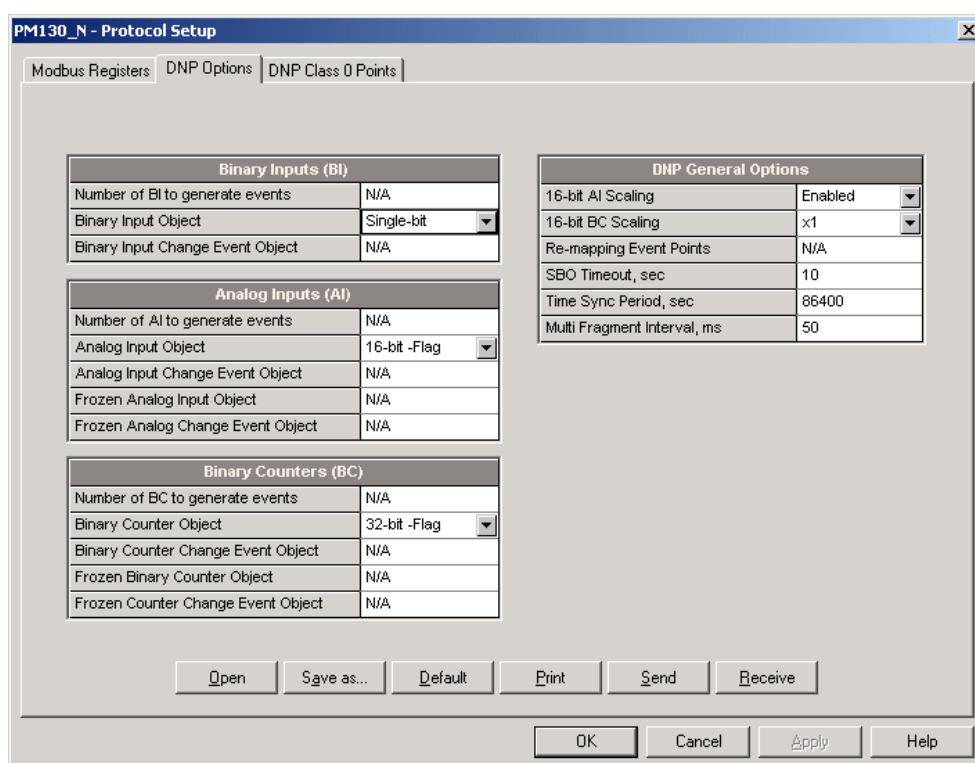 PM130_N - Protocol Setup
Modbus Registers DNP Options DNP Class 0 Points
Binary Inputs (BI)
Number of BI to generate events N/A
Binary Input Object Single-bit
Binary Input Change Event Object N/A
Analog Inputs (AI)
Number of AI to generate events N/A
Analog Input Object 16-bit -Flag
Analog Input Change Event Object N/A
Frozen Analog Input Object N/A
Frozen Analog Change Event Object N/A
Binary Counters (BC)
Number of BC to generate events N/A
Binary Counter Object 32-bit -Flag
Binary Counter Change Event Object N/A
Frozen Binary Counter Object N/A
Frozen Counter Change Event Object N/A
DNP General Options
16-bit AI Scaling Enabled
16-bit BC Scaling x1
Re-mapping Event Points N/A
SBO Timeout, sec 10
Time Sync Period, sec 86400
Multi Fragment Interval, ms 50
Open Save as... Default Print Send Receive
OK Cancel Apply Help